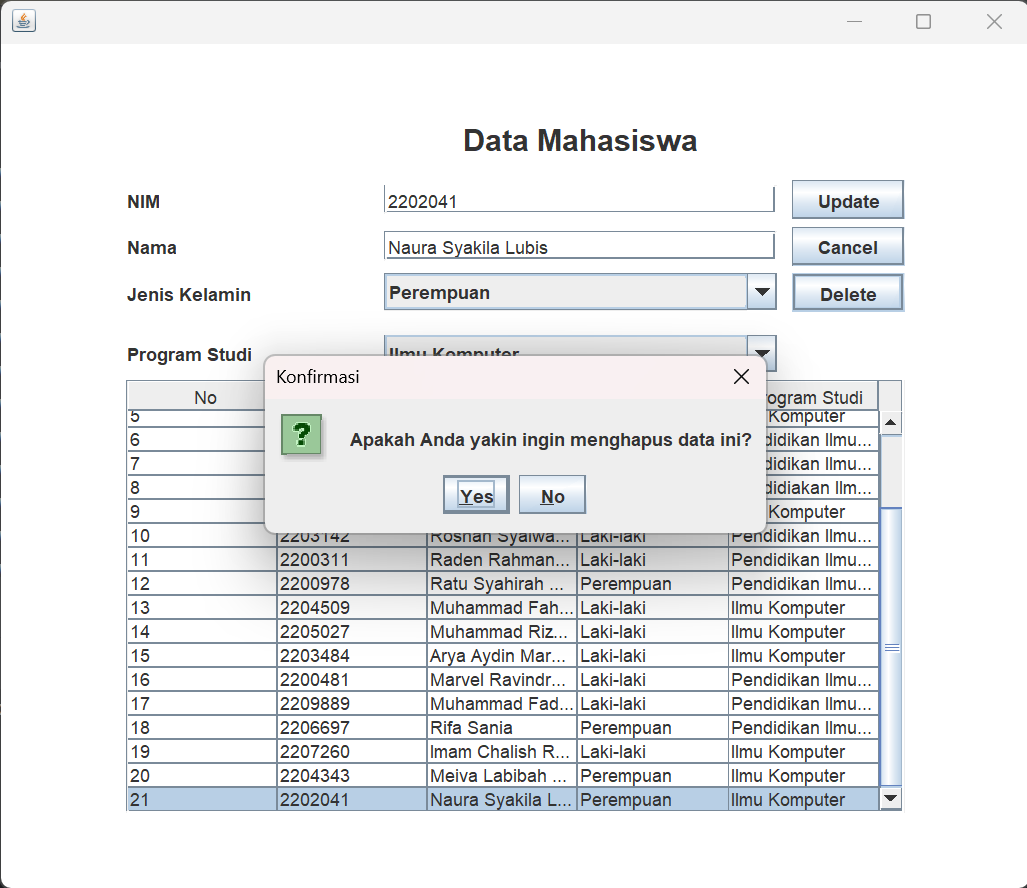 Data Mahasiswa
NIM 2202041 Update
Nama Naura Syakila Lubis Cancel
Jenis Kelamin Perempuan Delete
Program Studi Ilmu Komputer
Konfirmasi
Apakah Anda yakin ingin menghapus data ini?
Yes No
No ogram Studi
5 Komputer
6 didikan Ilmu...
7 didikan Ilmu...
8 didiakan Ilm...
9 Komputer
10 2203142 Roshan Syalwa... Laki-laki Pendidikan Ilmu...
11 2200311 Raden Rahman... Laki-laki Pendidikan Ilmu...
12 2200978 Ratu Syahirah ... Perempuan Pendidikan Ilmu...
13 2204509 Muhammad Fah... Laki-laki Ilmu Komputer
14 2205027 Muhammad Riz... Laki-laki Ilmu Komputer
15 2203484 Arya Aydin Mar... Laki-laki Ilmu Komputer
16 2200481 Marvel Ravindr... Laki-laki Pendidikan Ilmu...
17 2209889 Muhammad Fad... Laki-laki Pendidikan Ilmu...
18 2206697 Rifa Sania Perempuan Pendidikan Ilmu...
19 2207260 Imam Chalish R... Laki-laki Ilmu Komputer
20 2204343 Meiva Labibah ... Perempuan Ilmu Komputer
21 2202041 Naura Syakila L... Perempuan Ilmu Komputer